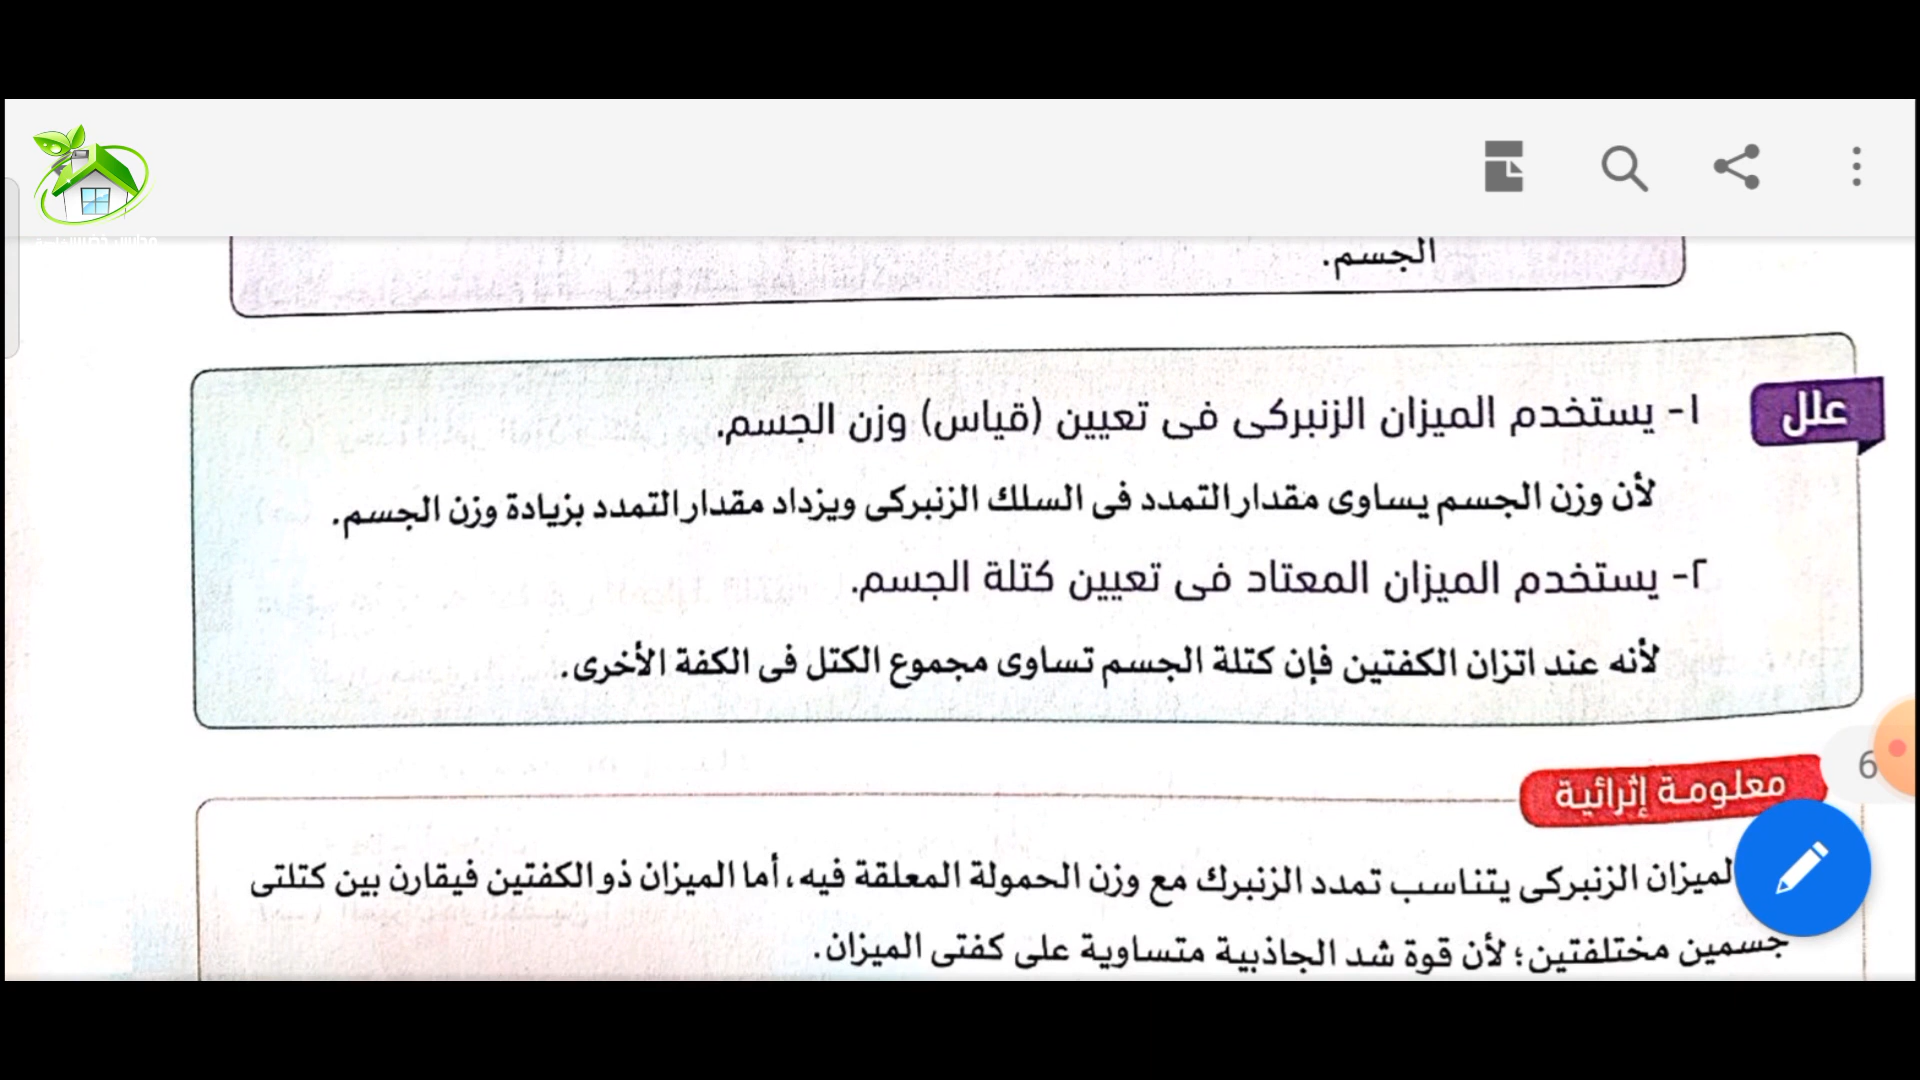 الجسم.
علل
١- يستخدم الميزان الزنبركى فى تعيين (قياس) وزن الجسم.
لأن وزن الجسم يساوى مقدار التمدد فى السلك الزنبركى ويزداد مقدار التمدد بزيادة وزن الجسم.
٢- يستخدم الميزان المعتاد فى تعيين كتلة الجسم.
لأنه عند اتزان الكفتين فإن كتلة الجسم تساوى مجموع الكتل فى الكفة الأخرى.
6
معلومة إثرائية
لميزان الزنبركى يتناسب تمدد الزنبرك مع وزن الحمولة المعلقة فيه، أما الميزان ذو الكفتين فيقارن بين كتلتى
جسمين مختلفتين؛ لأن قوة شد الجاذبية متساوية على كفتى الميزان.